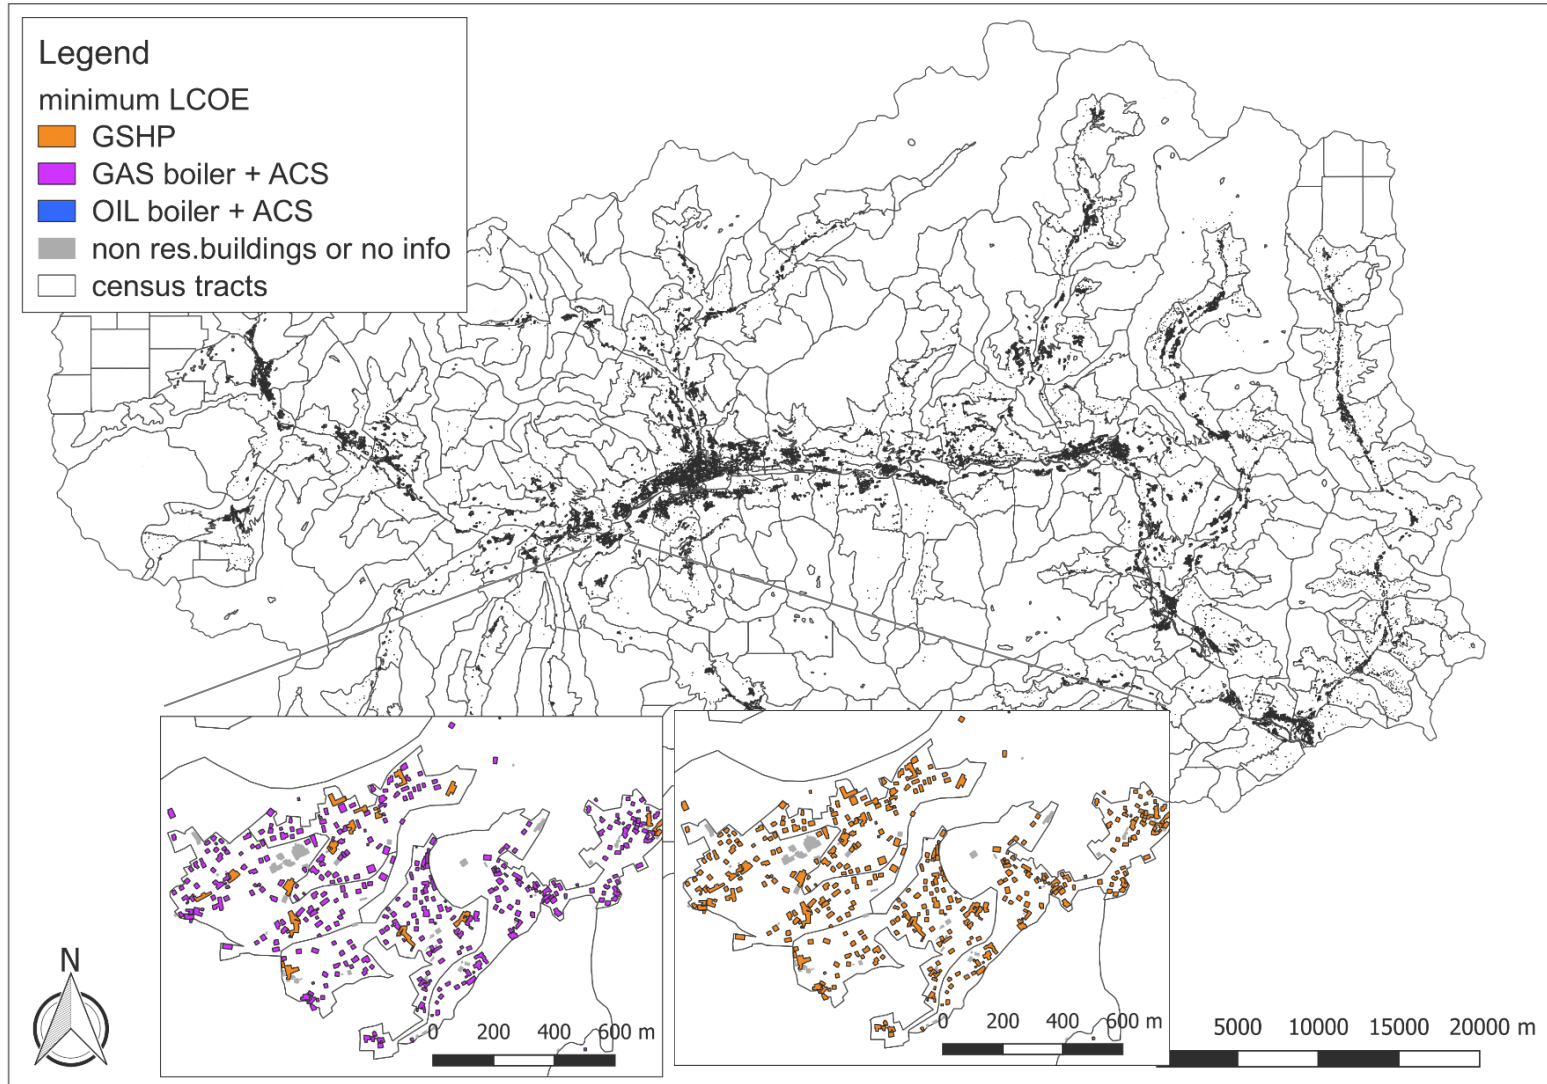 Legend
minimum LCOE
GSHP
GAS boiler + ACS
OIL boiler + ACS
non res.buildings or no info
census tracts
N
0 200 400 600 m
0 200 400 600 m
5000 10000 15000 20000 m